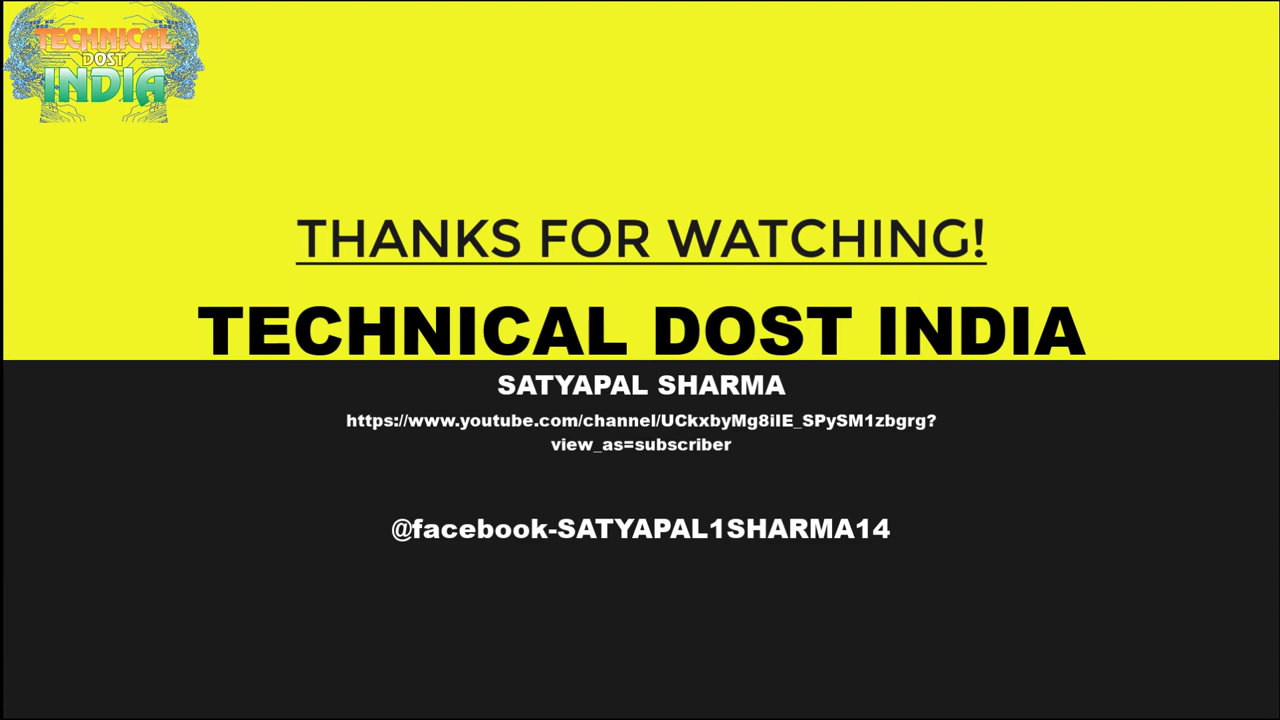 TECHNICAL
DOST
INDIA
THANKS FOR WATCHING!
TECHNICAL DOST INDIA
SATYAPAL SHARMA
https://www.youtube.com/channel/UCkxbyMg8iIE_SPySM1zbgrg?
view_as=subscriber
@facebook-SATYAPAL1SHARMA14